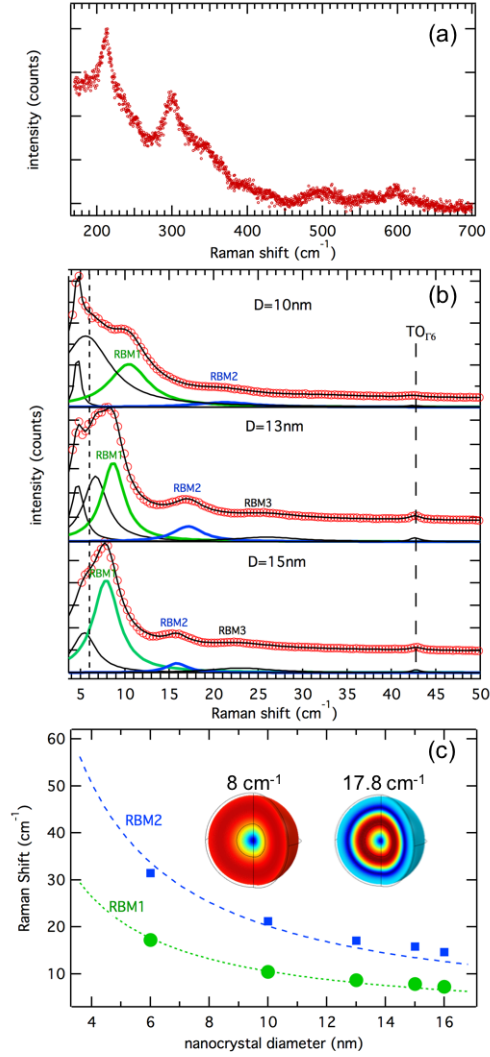 (a)
intensity (counts)
200 300 400 500 600 700
Raman shift (cm-1)
(b)
D=10nm
TOΓ6
RBM1
RBM2
D=13nm
RBM1
RBM2
RBM3
intensity (counts)
D=15nm
RBM1
RBM2
RBM3
5 10 15 20 25 30 35 40 45 50
Raman shift (cm-1)
(c)
60
50
40
30
20
10
Raman Shift (cm-1)
8 cm-1 17.8 cm-1
RBM2
RBM1
4 6 8 10 12 14 16
nanocrystal diameter (nm)